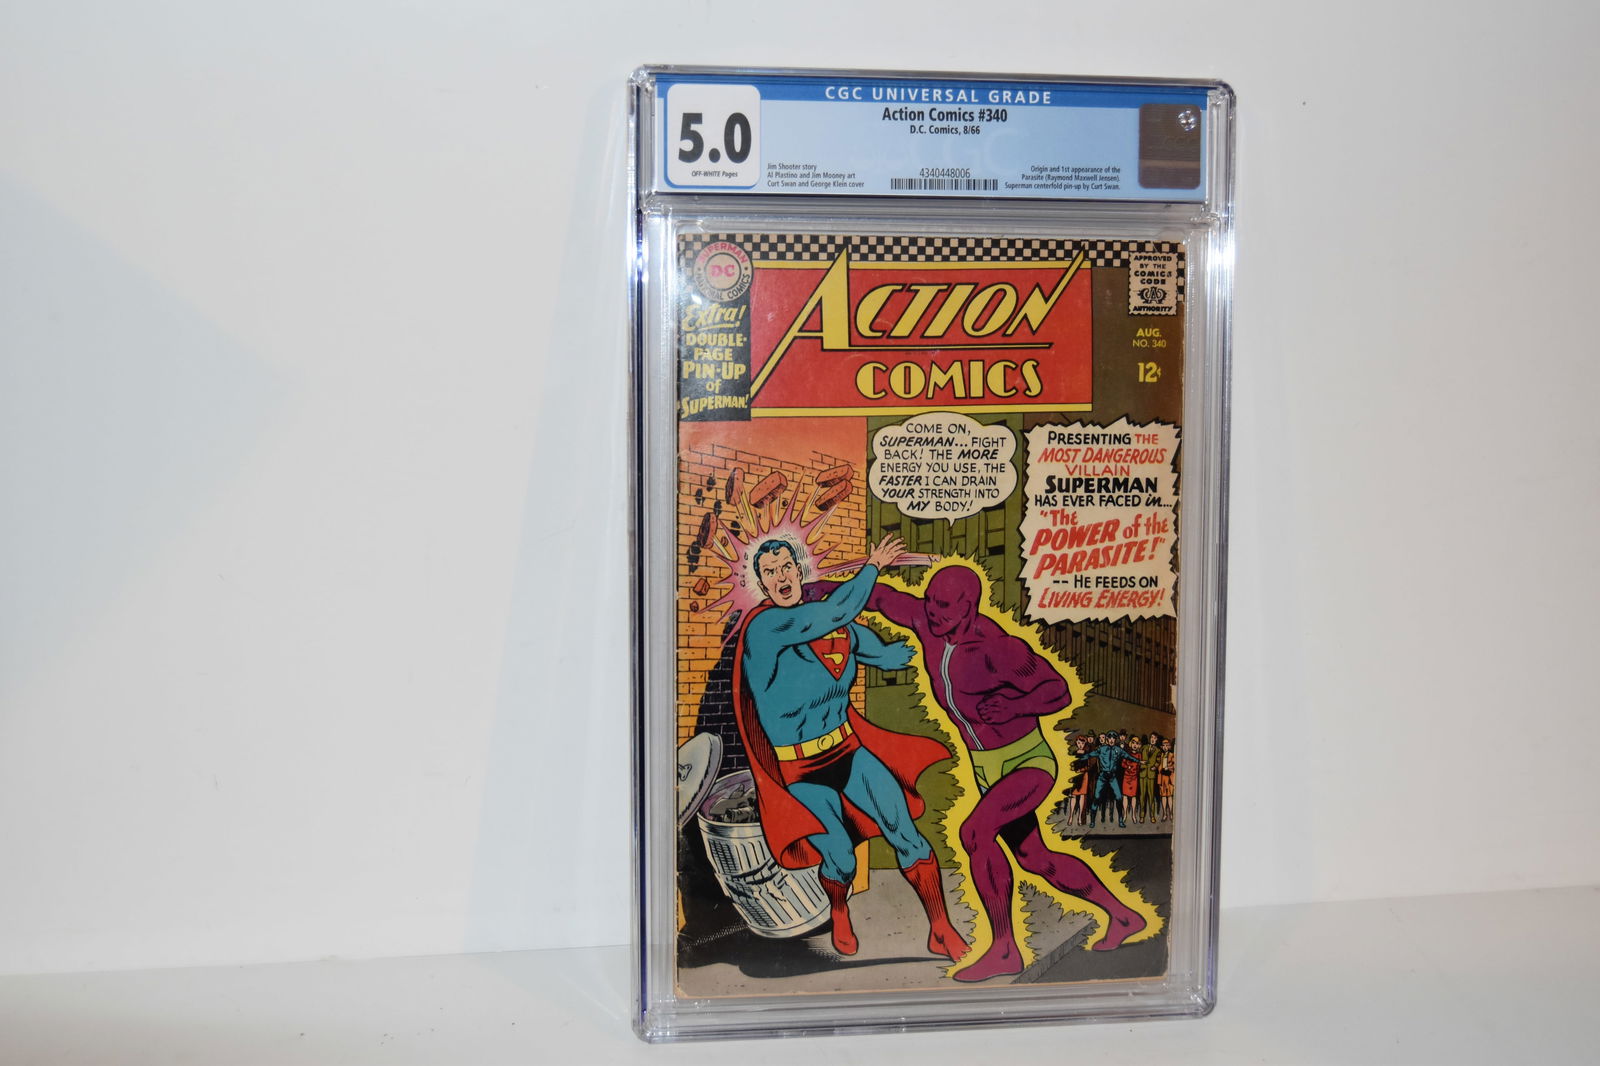 CGC UNIVERSAL GRADE
5.0
OFF-WHITE Pages
Action Comics #340
D.C. Comics, 8/66
Jim Shooter story
Al Plastino and Jim Mooney art
Curt Swan and George Klein cover
4340448006
Origin and 1st appearance of the
Parasite (Raymond Maxwell Jensen).
Superman centerfold pin-up by Curt Swan.
SUPERMAN
DC
NATIONAL COMICS
Extra!
DOUBLE-
PAGE
PIN-UP
of
"SUPERMAN!"
ACTION
COMICS
APPROVED
BY THE
COMICS
CODE
AUTHORITY
AUG.
NO. 340
12¢
COME ON,
SUPERMAN... FIGHT
BACK! THE MORE
ENERGY YOU USE, THE
FASTER I CAN DRAIN
YOUR STRENGTH INTO
MY BODY!
PRESENTING THE
MOST DANGEROUS
VILLAIN
SUPERMAN
HAS EVER FACED in...
"The
POWER of the
PARASITE!"
-- HE FEEDS ON
LIVING ENERGY!
S